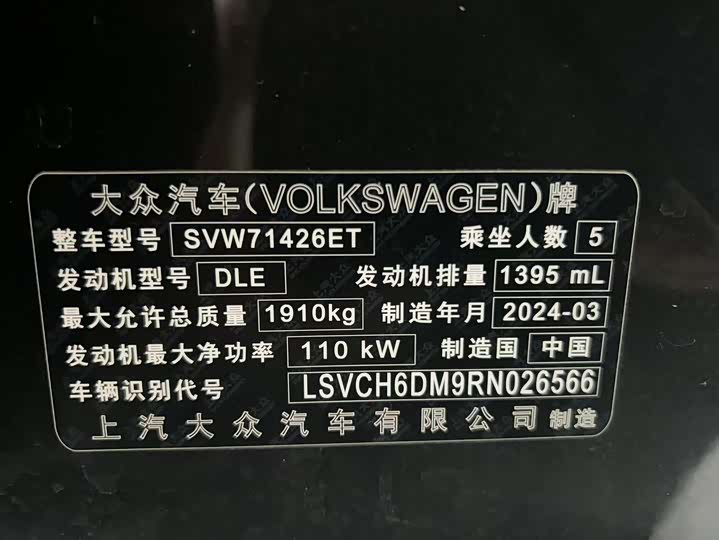 大众汽车(VOLKSWAGEN)牌
整车型号 SVW71426ET 乘坐人数 5
发动机型号 DLE 发动机排量 1395 mL
最大允许总质量 1910kg 制造年月 2024-03
发动机最大净功率 110 kW 制造国 中国
车辆识别代号 LSVCH6DM9RN026566
上汽大众汽车有限公司 制造